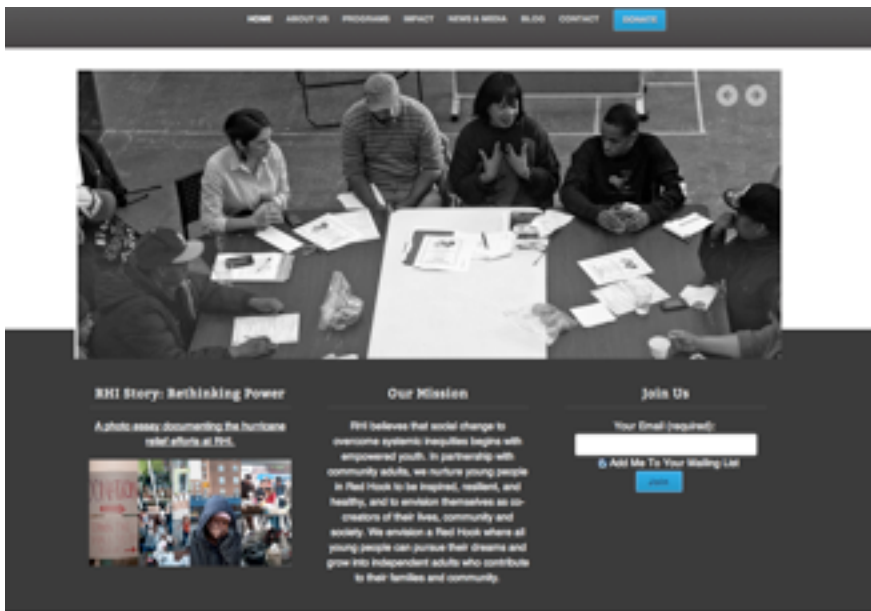 HOME ABOUT US PROGRAMS IMPACT NEWS & MEDIA BLOG CONTACT DONATE
RHI Story: Rethinking Power
A photo essay documenting the hurricane
relief efforts at RHI.
Our Mission
RHI believes that social change to
overcome systemic inequities begins with
empowered youth. In partnership with
community adults, we nurture young people
in Red Hook to be inspired, resilient, and
healthy, and to envision themselves as co-
creators of their lives, community and
society. We envision a Red Hook where all
young people can pursue their dreams and
grow into independent adults who contribute
to their families and community.
Join Us
Your Email (required):
Add Me To Your Mailing List
Join